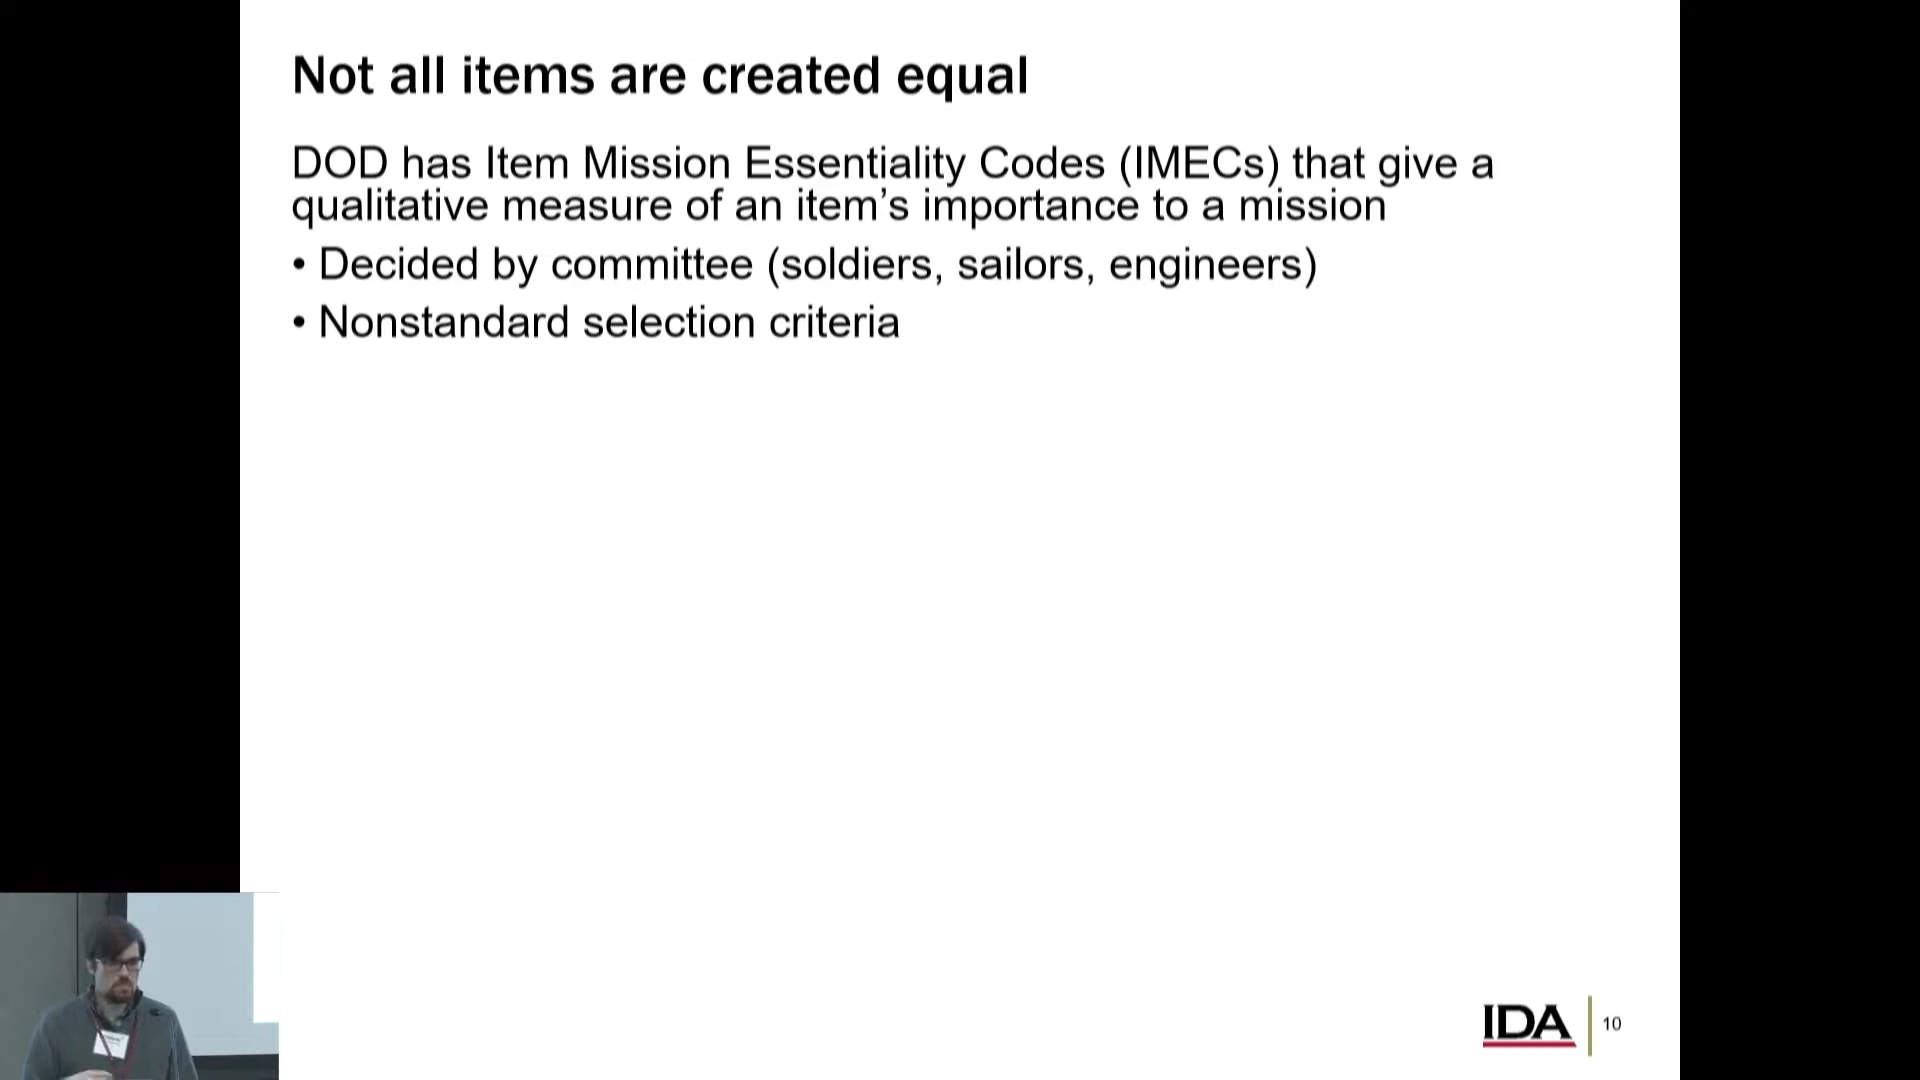 Not all items are created equal
DOD has Item Mission Essentiality Codes (IMECs) that give a
qualitative measure of an item’s importance to a mission
• Decided by committee (soldiers, sailors, engineers)
• Nonstandard selection criteria
IDA
10